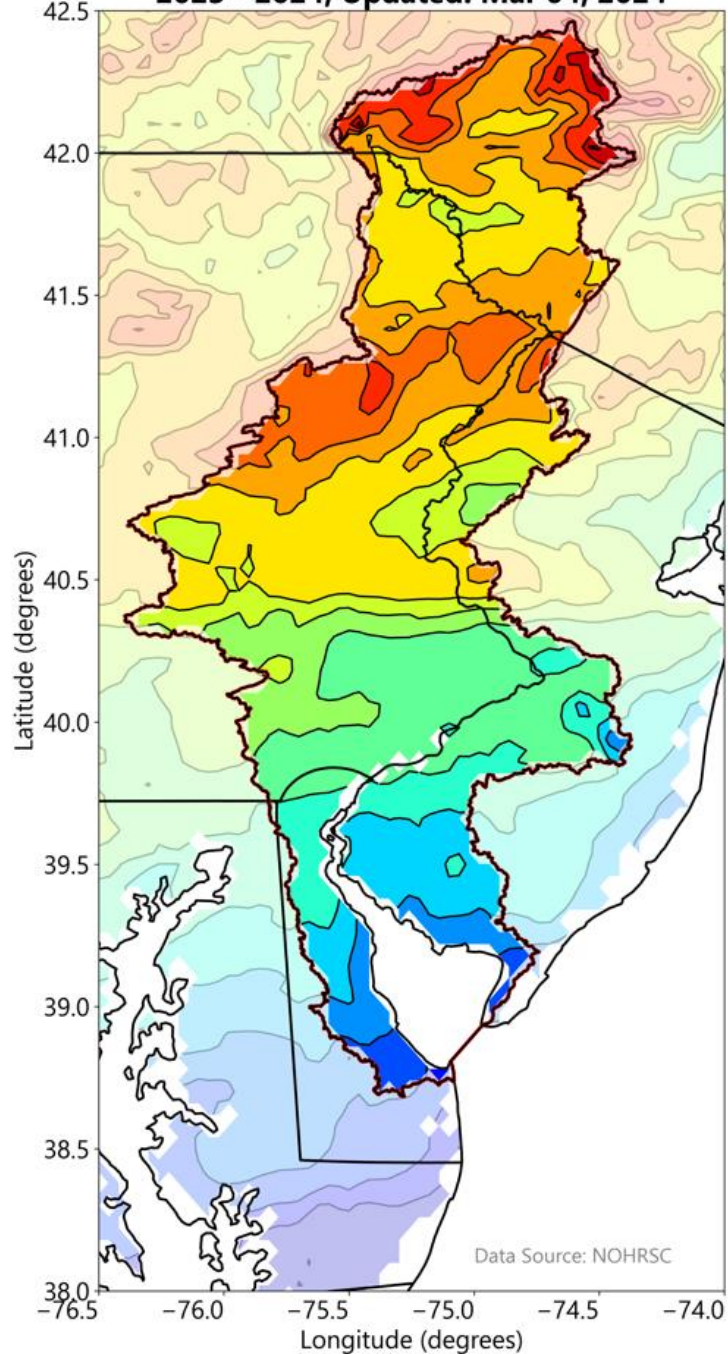 2023 - 2024, Updated: Mar 04, 2024
42.5
42.0
41.5
41.0
40.5
40.0
39.5
39.0
38.5
38.0
Latitude (degrees)
Data Source: NOHRSC
−76.5 −76.0 −75.5 −75.0 −74.5 −74.0
Longitude (degrees)